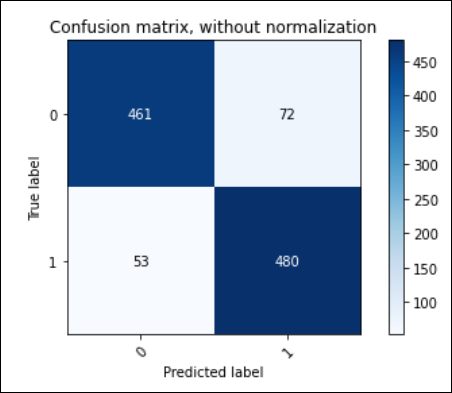 Confusion matrix, without normalization
0 461 72
1 53 480
0 1
True label
Predicted label
450
400
350
300
250
200
150
100